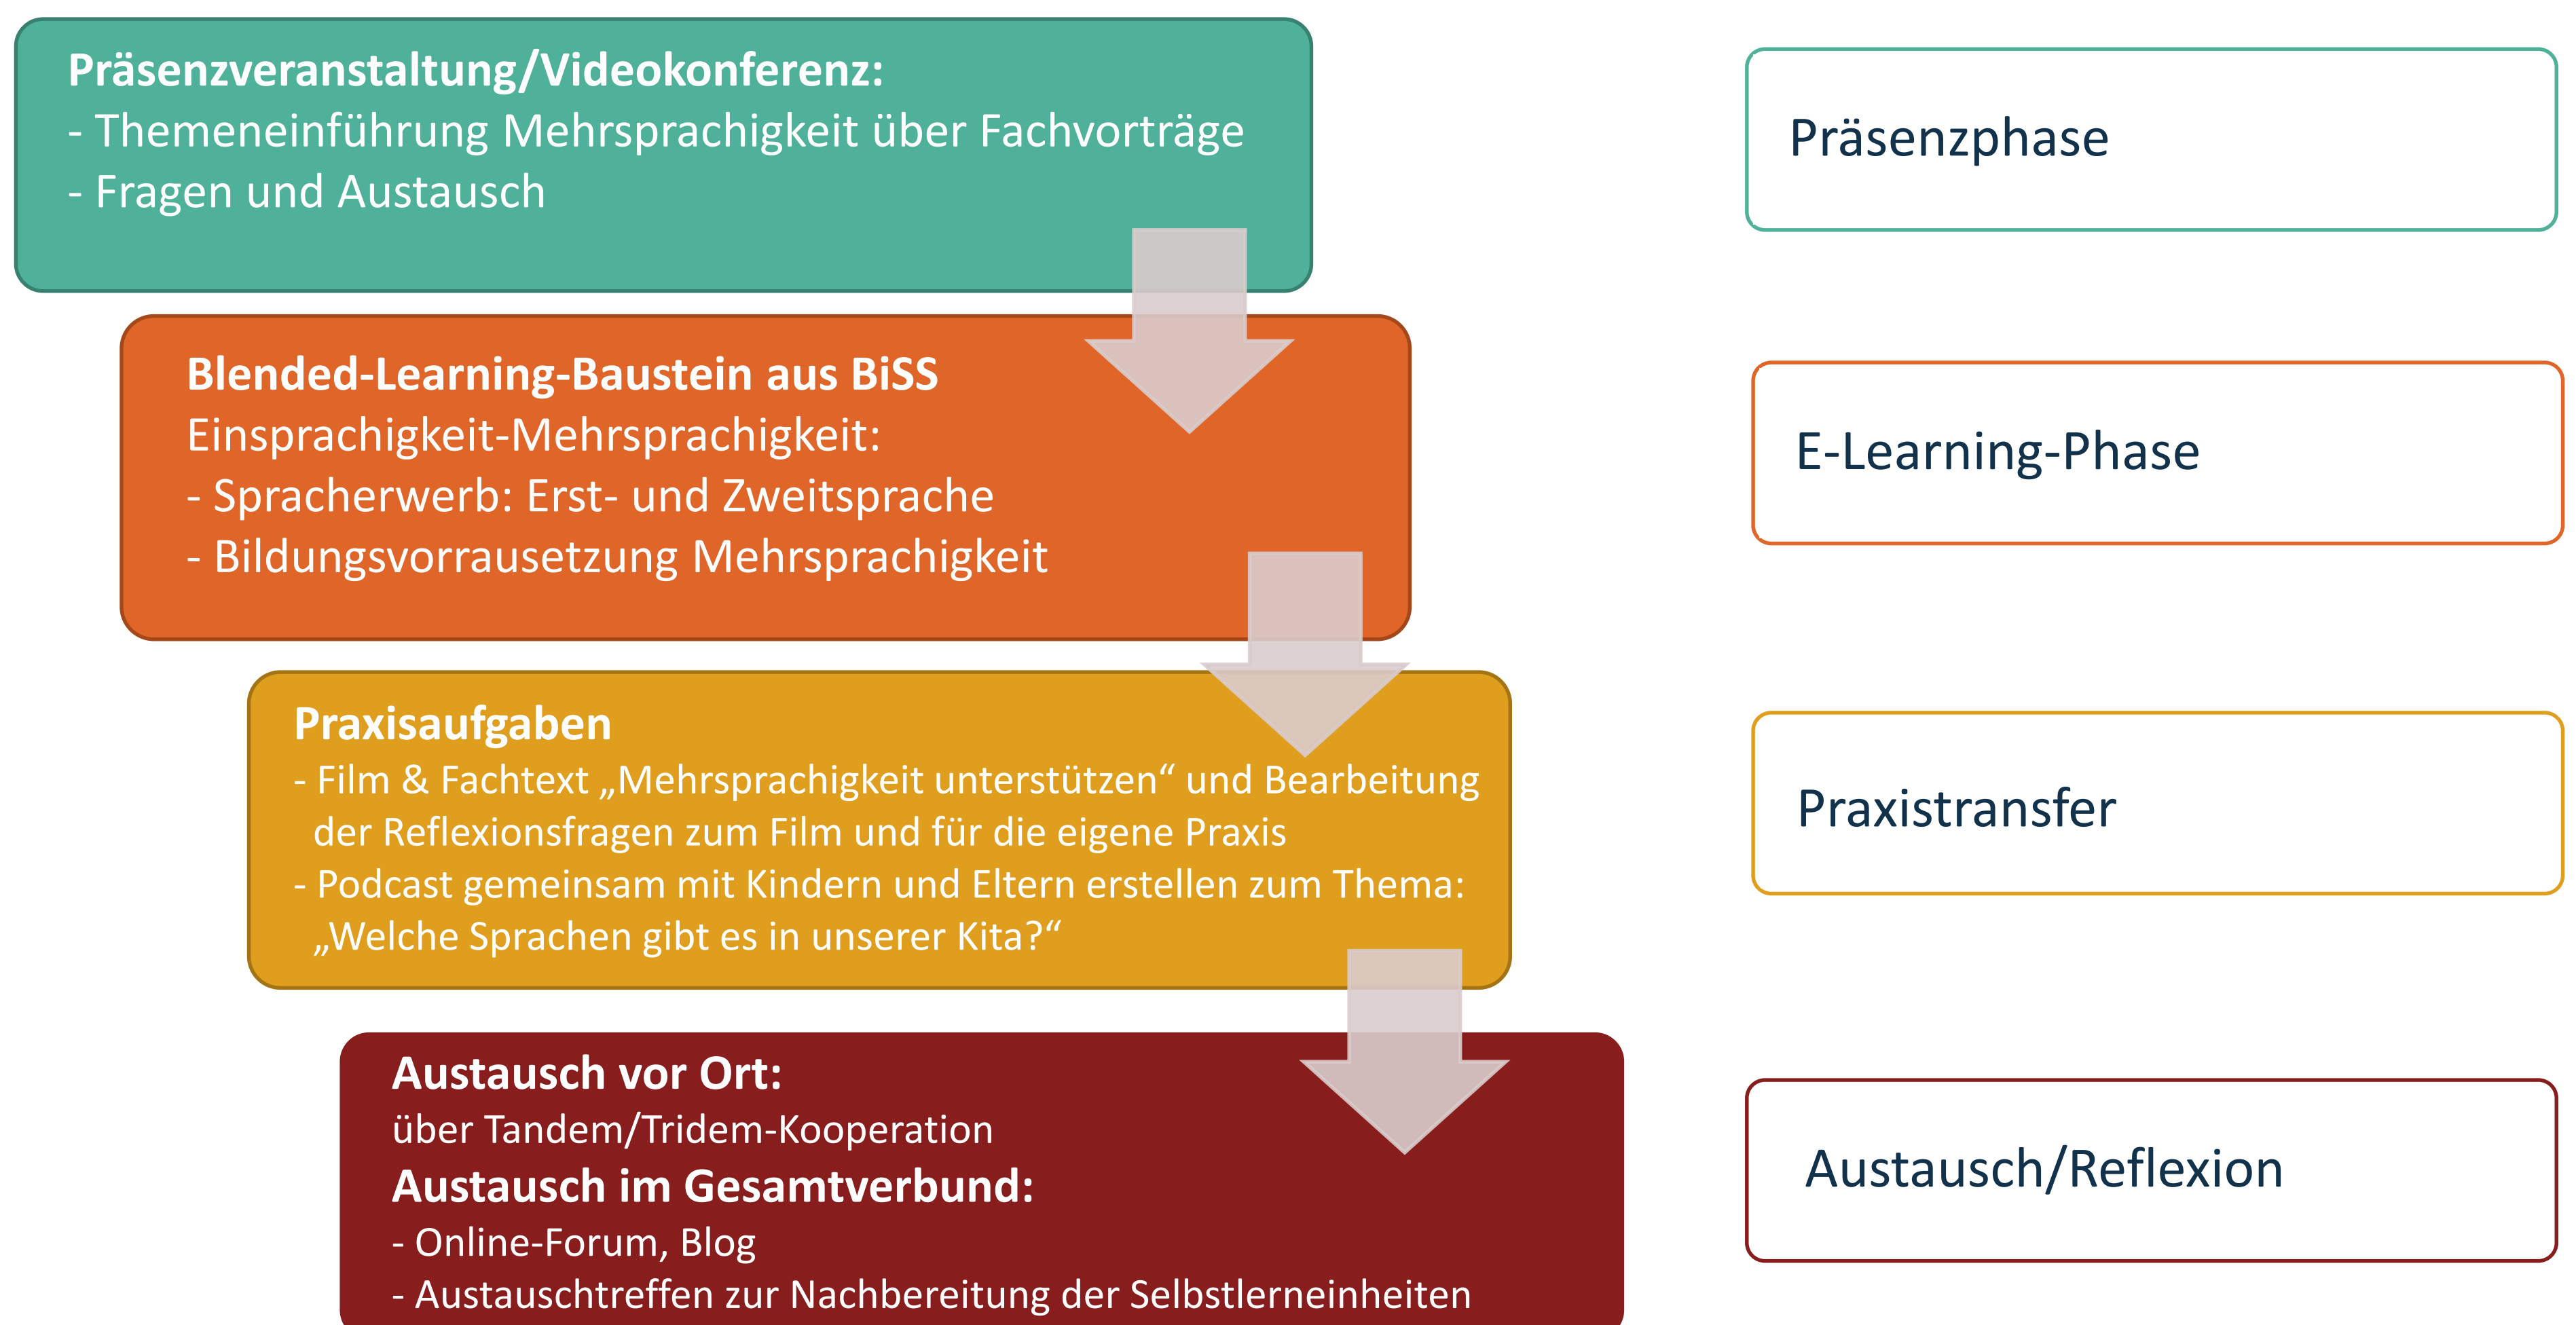 Präsenzveranstaltung/Videokonferenz:
- Themeneinführung Mehrsprachigkeit über Fachvorträge
- Fragen und Austausch
Präsenzphase
Blended-Learning-Baustein aus BiSS
Einsprachigkeit-Mehrsprachigkeit:
- Spracherwerb: Erst- und Zweitsprache
- Bildungsvorrausetzung Mehrsprachigkeit
E-Learning-Phase
Praxisaufgaben
- Film & Fachtext „Mehrsprachigkeit unterstützen“ und Bearbeitung
der Reflexionsfragen zum Film und für die eigene Praxis
- Podcast gemeinsam mit Kindern und Eltern erstellen zum Thema:
„Welche Sprachen gibt es in unserer Kita?“
Praxistransfer
Austausch vor Ort:
über Tandem/Tridem-Kooperation
Austausch im Gesamtverbund:
- Online-Forum, Blog
- Austauschtreffen zur Nachbereitung der Selbstlerneinheiten
Austausch/Reflexion